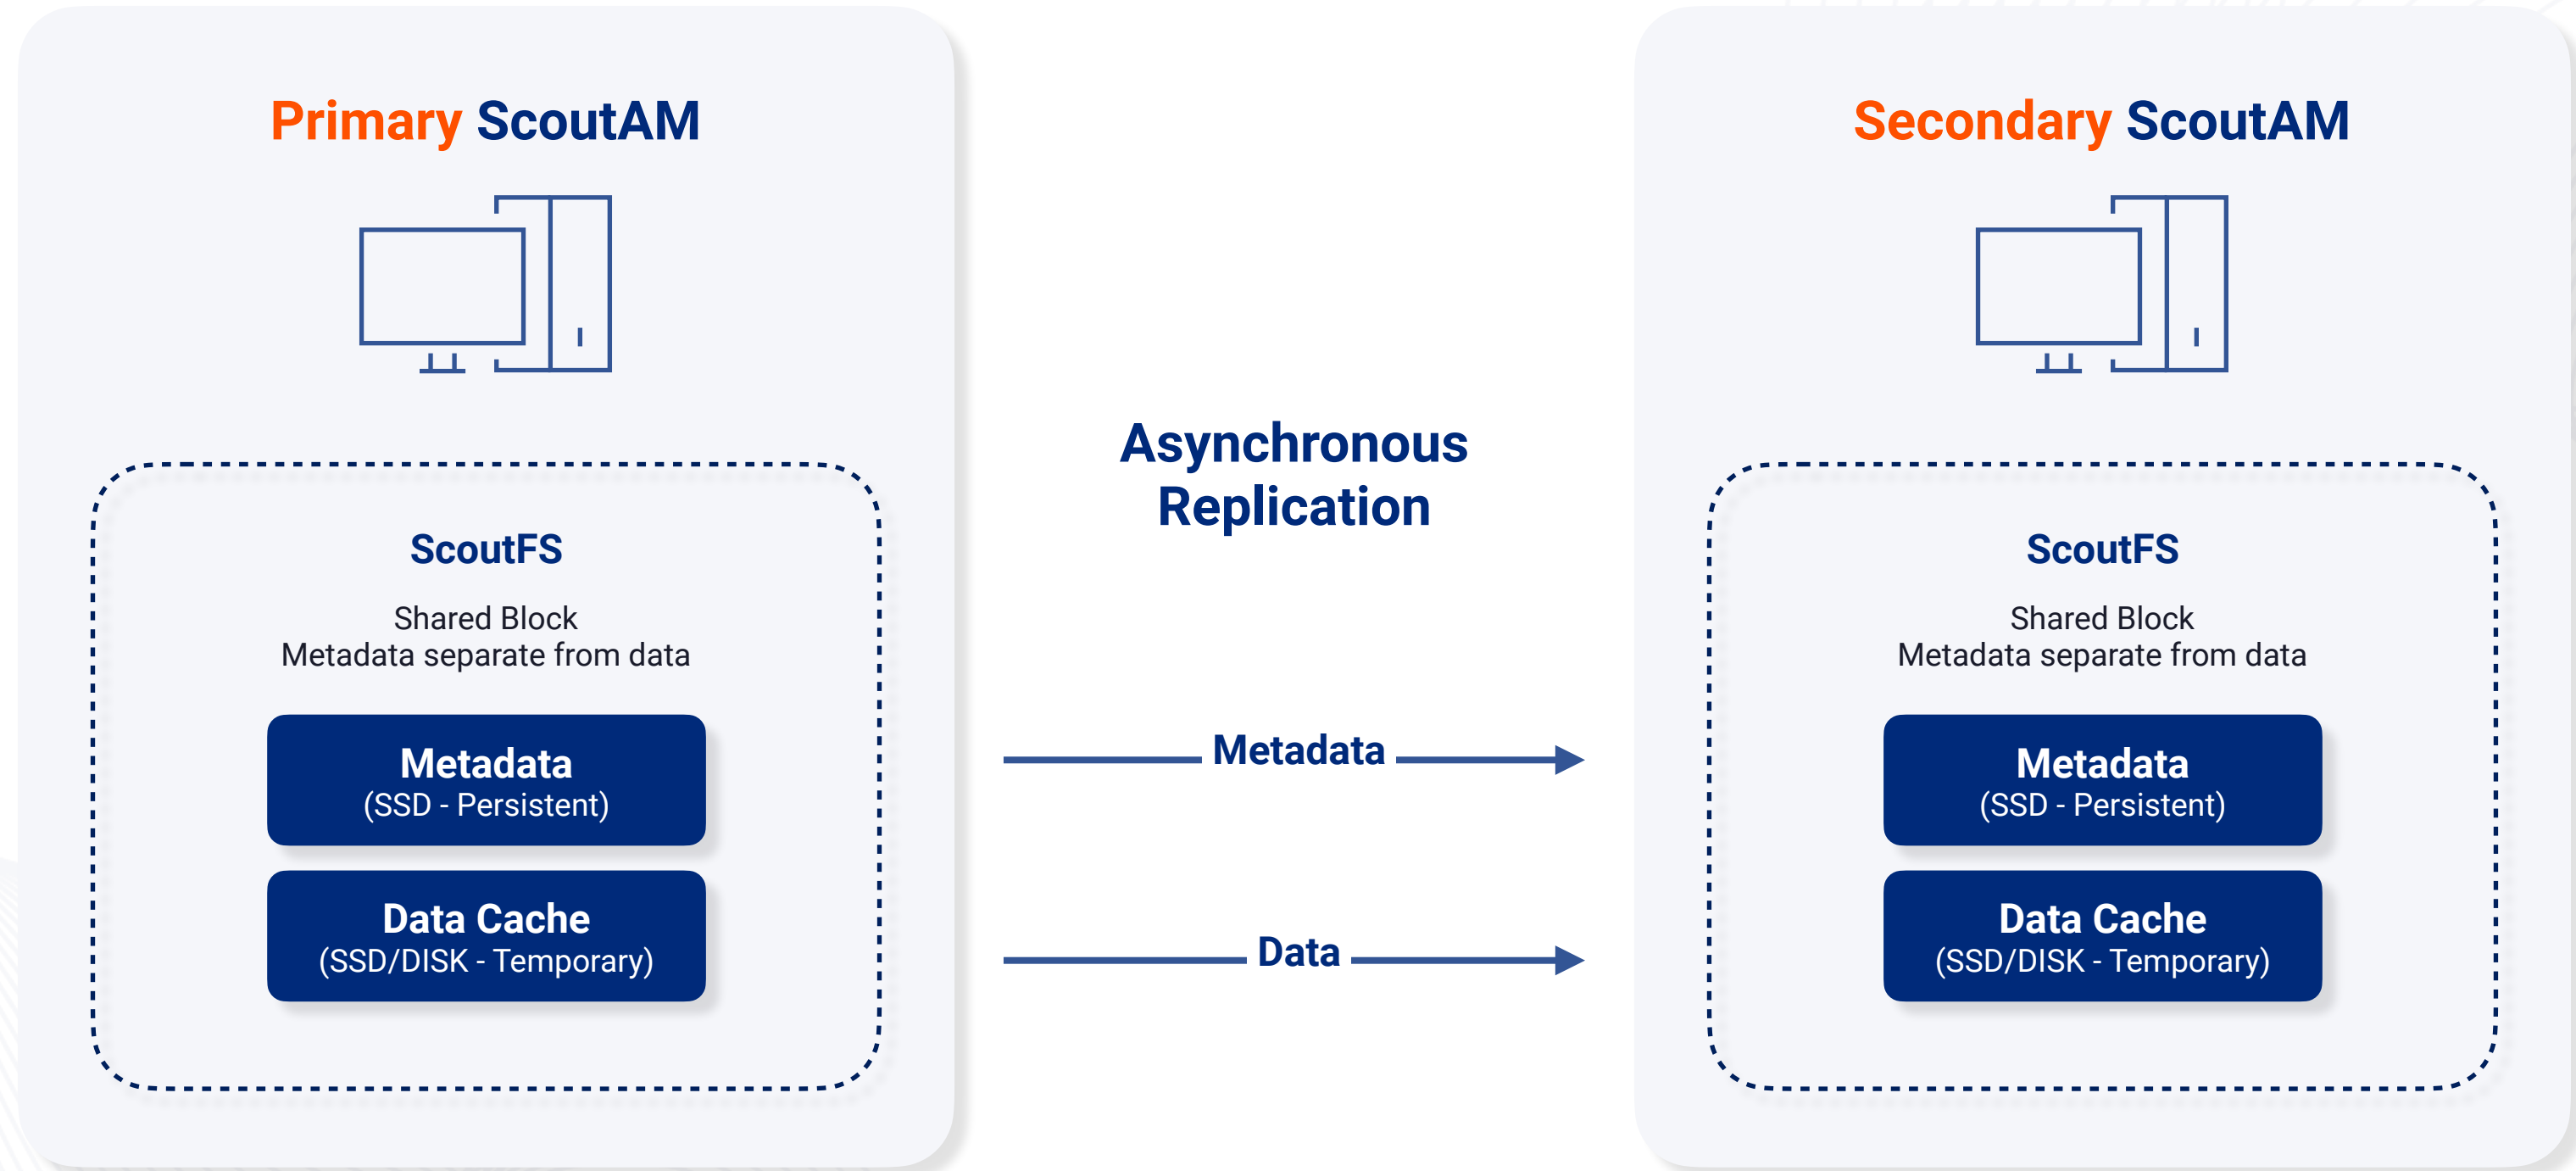 Primary ScoutAM
ScoutFS
Shared Block
Metadata separate from data
Metadata
(SSD - Persistent)
Data Cache
(SSD/DISK - Temporary)
Asynchronous
Replication
Metadata
Data
Secondary ScoutAM
ScoutFS
Shared Block
Metadata separate from data
Metadata
(SSD - Persistent)
Data Cache
(SSD/DISK - Temporary)